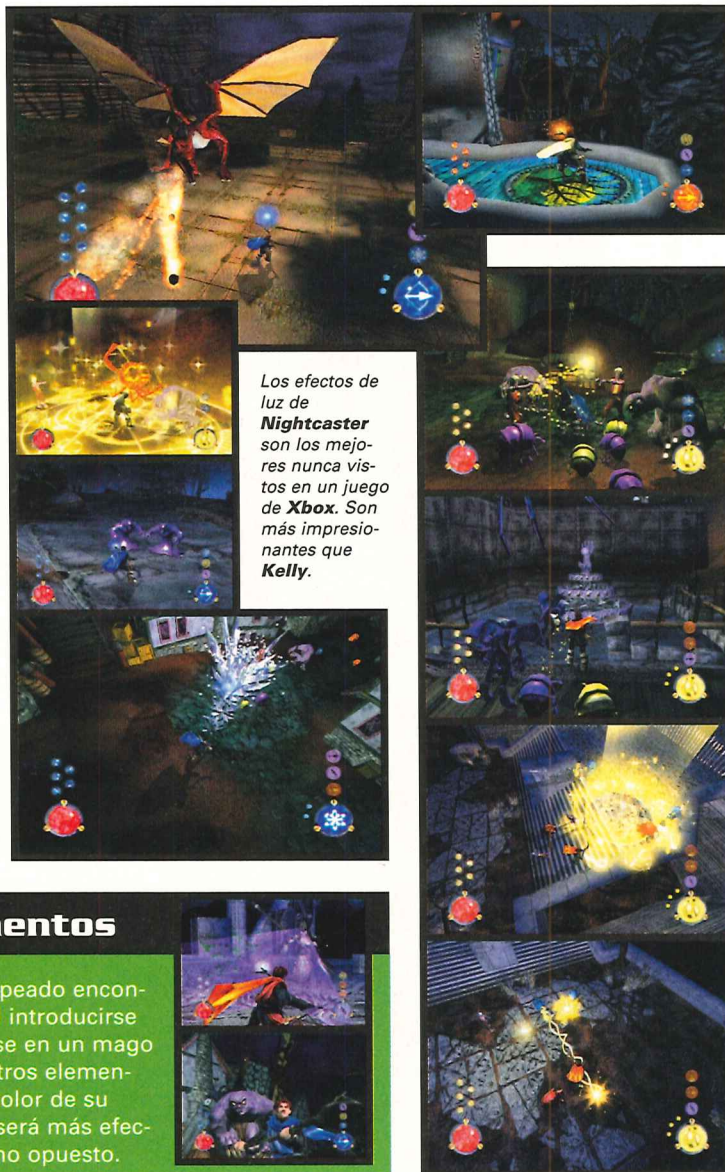 Los efectos de
luz de
Nightcaster
son los mejo-
res nunca vis-
tos en un juego
de Xbox. Son
más impresio-
nantes que
Kelly.
entos
peado encon-
introducirse
se en un mago
tros elemen-
olor de su
será más efec-
no opuesto.